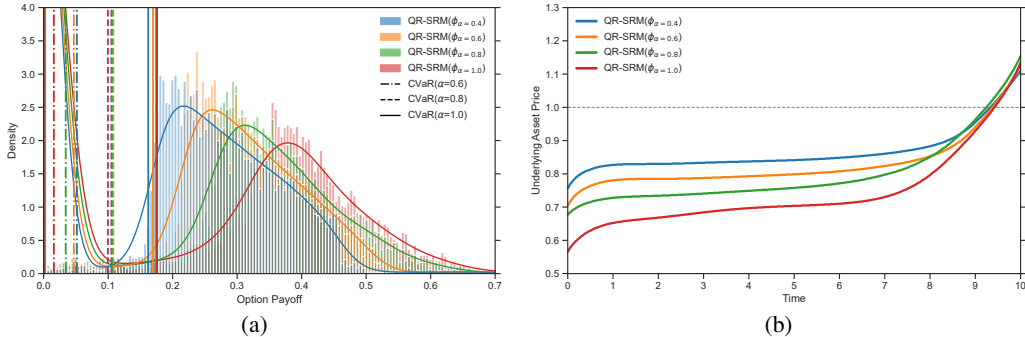 4.0
3.5
3.0
2.5
2.0
1.5
1.0
0.5
0.0
Density
QR-SRM(ϕα=0.4)
QR-SRM(ϕα=0.6)
QR-SRM(ϕα=0.8)
QR-SRM(ϕα=1.0)
CVaR(α=0.6)
CVaR(α=0.8)
CVaR(α=1.0)
0.0 0.1 0.2 0.3 0.4 0.5 0.6 0.7
Option Payoff
(a)
1.3
1.2
1.1
1.0
0.9
0.8
0.7
0.6
0.5
Underlying Asset Price
QR-SRM(ϕα=0.4)
QR-SRM(ϕα=0.6)
QR-SRM(ϕα=0.8)
QR-SRM(ϕα=1.0)
0 1 2 3 4 5 6 7 8 9 10
Time
(b)